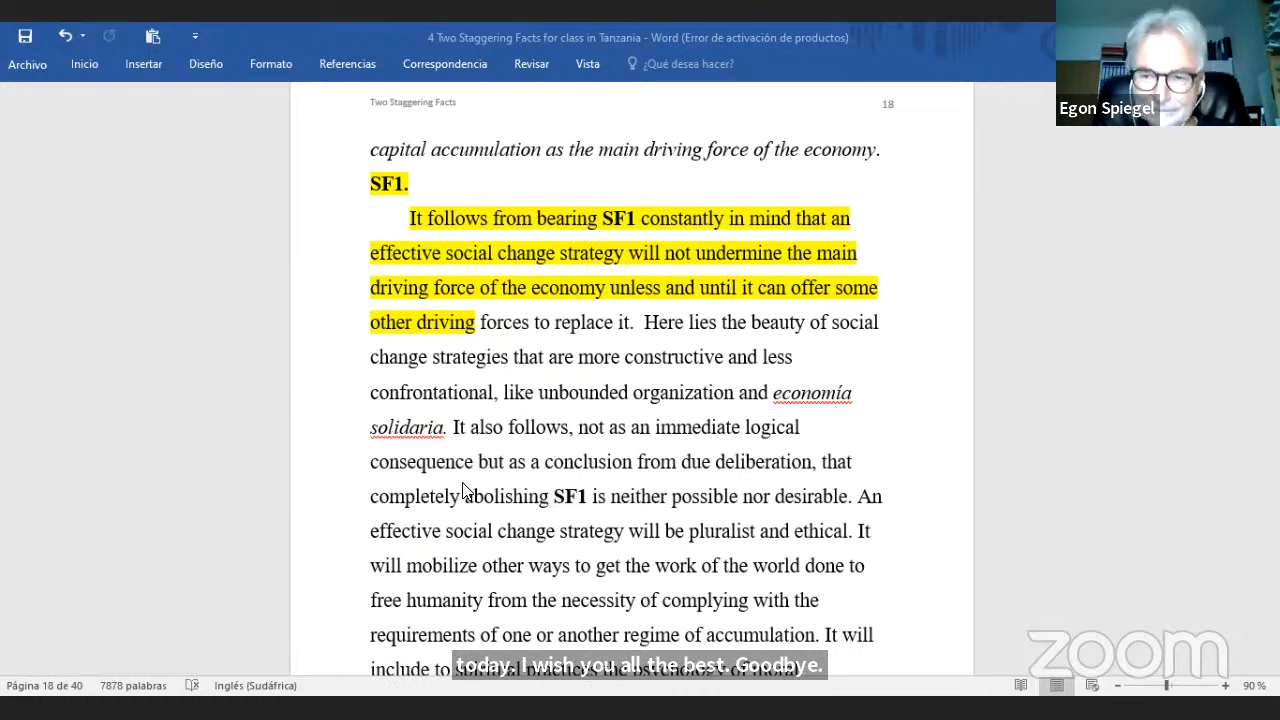 4 Two Staggering Facts for class in Tanzania - Word (Error de activación de productos)
Archivo Inicio Insertar Diseño Formato Referencias Correspondencia Revisar Vista ¿Qué desea hacer?
Egon Spiegel
Two Staggering Facts 18
capital accumulation as the main driving force of the economy.
SF1.
It follows from bearing SF1 constantly in mind that an
effective social change strategy will not undermine the main
driving force of the economy unless and until it can offer some
other driving forces to replace it. Here lies the beauty of social
change strategies that are more constructive and less
confrontational, like unbounded organization and economía
solidaria. It also follows, not as an immediate logical
consequence but as a conclusion from due deliberation, that
completely abolishing SF1 is neither possible nor desirable. An
effective social change strategy will be pluralist and ethical. It
will mobilize other ways to get the work of the world done to
free humanity from the necessity of complying with the
requirements of one or another regime of accumulation. It will
include to
today. I wish you all the best. Goodbye.
zoom
Página 18 de 40 7878 palabras Inglés (Sudáfrica) 90 %